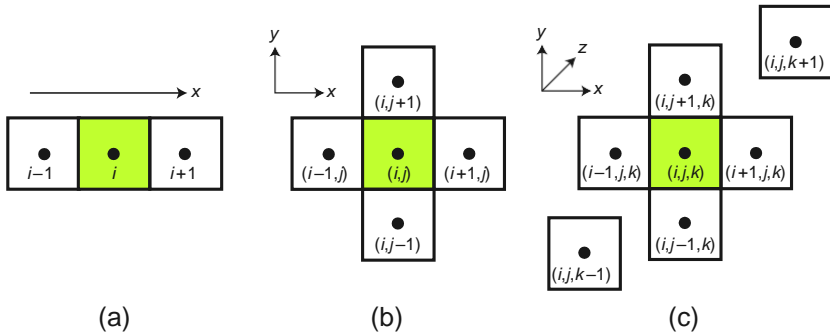 x
i−1
i
i+1
(a)
y
x
(i,j+1)
(i−1,j)
(i,j)
(i+1,j)
(i,j−1)
(b)
y
z
x
(i,j,k+1)
(i,j+1,k)
(i−1,j,k)
(i,j,k)
(i+1,j,k)
(i,j−1,k)
(i,j,k−1)
(c)